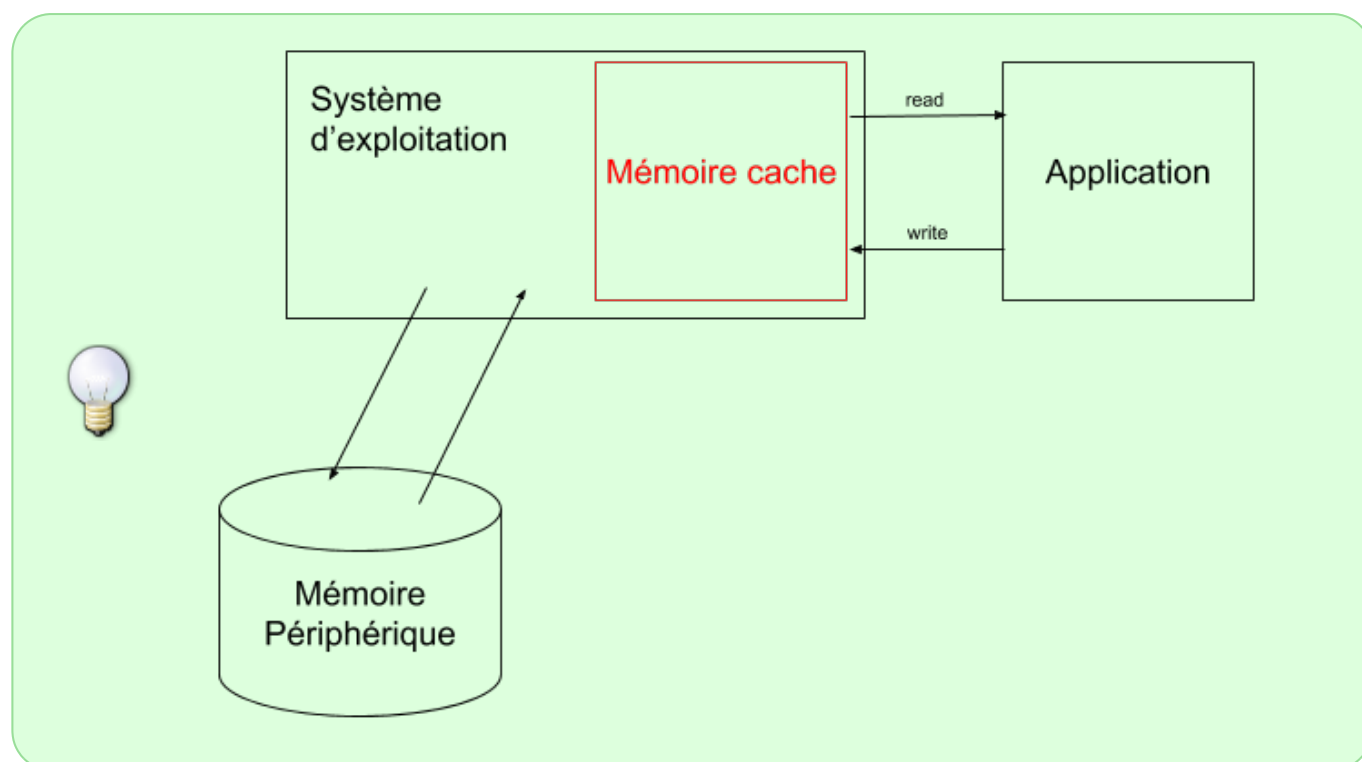 Système
d'exploitation
Mémoire cache
read
write
Application
Mémoire
Périphérique